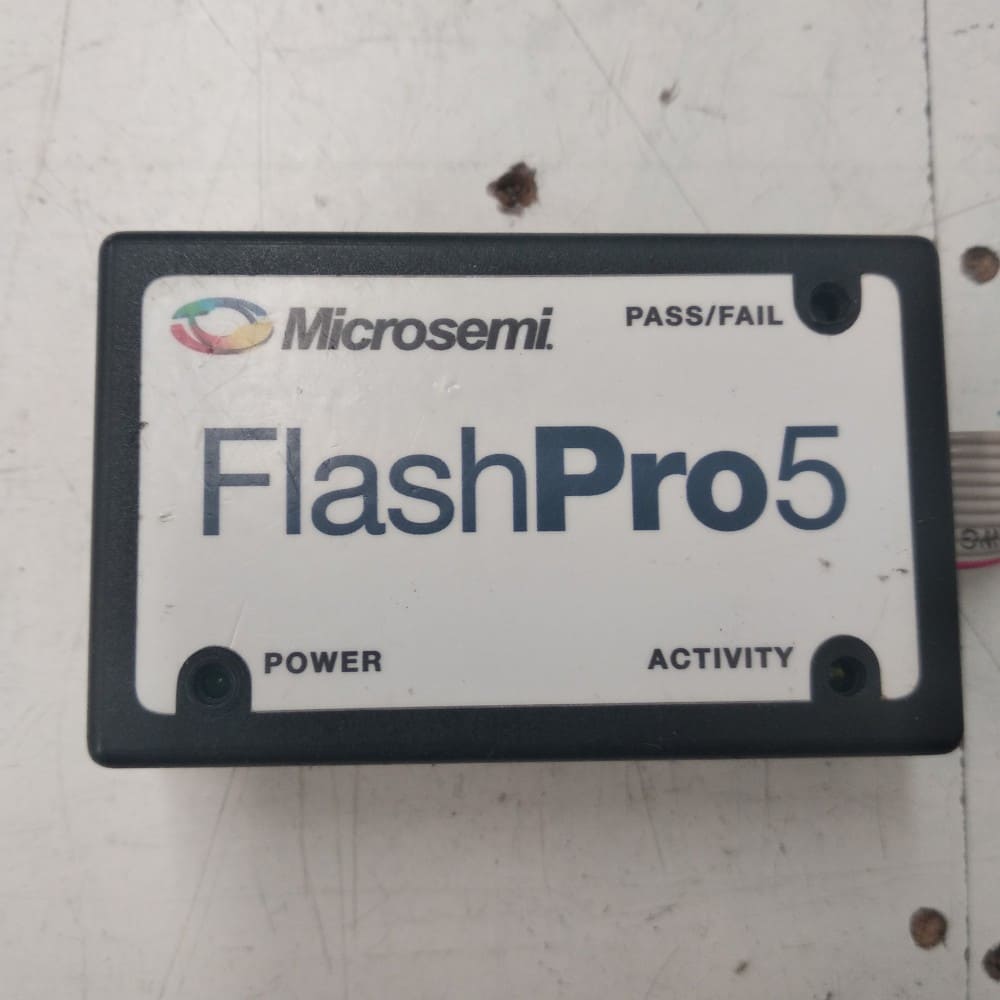 Microsemi.
PASS/FAIL
FlashPro5
POWER
ACTIVITY